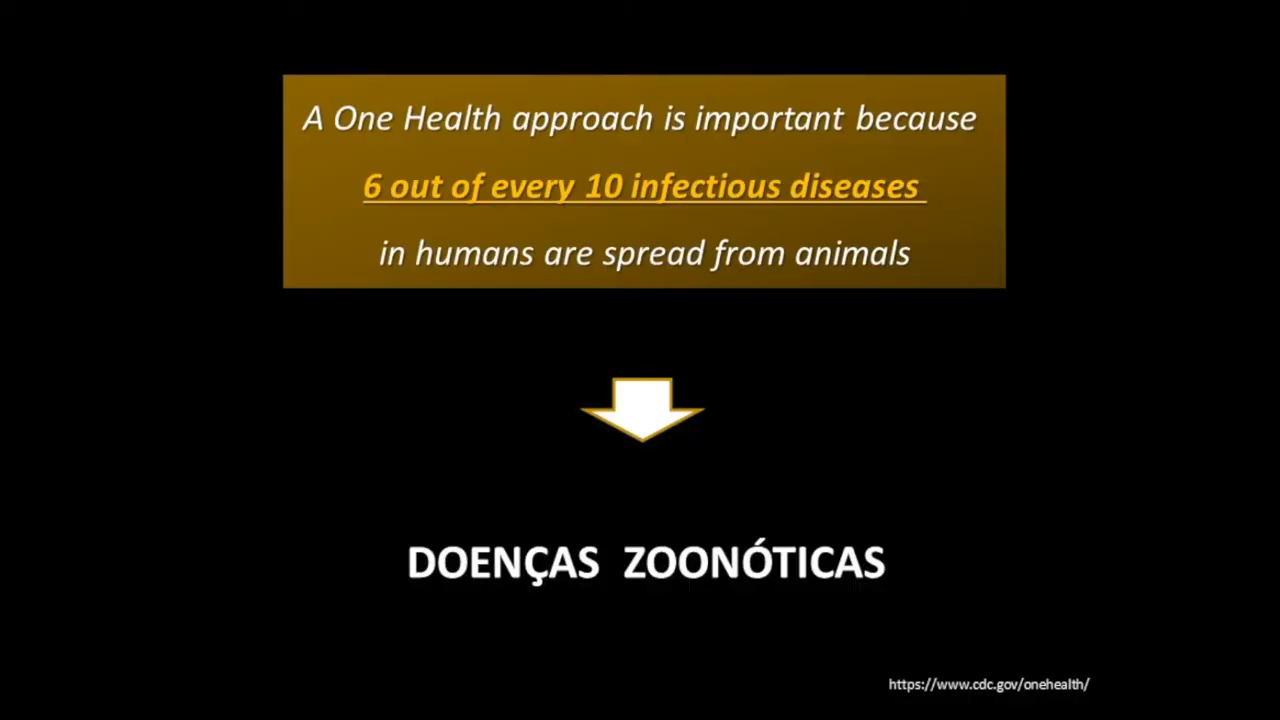 A One Health approach is important because
6 out of every 10 infectious diseases
in humans are spread from animals
DOENÇAS ZOONÓTICAS
https://www.cdc.gov/onehealth/